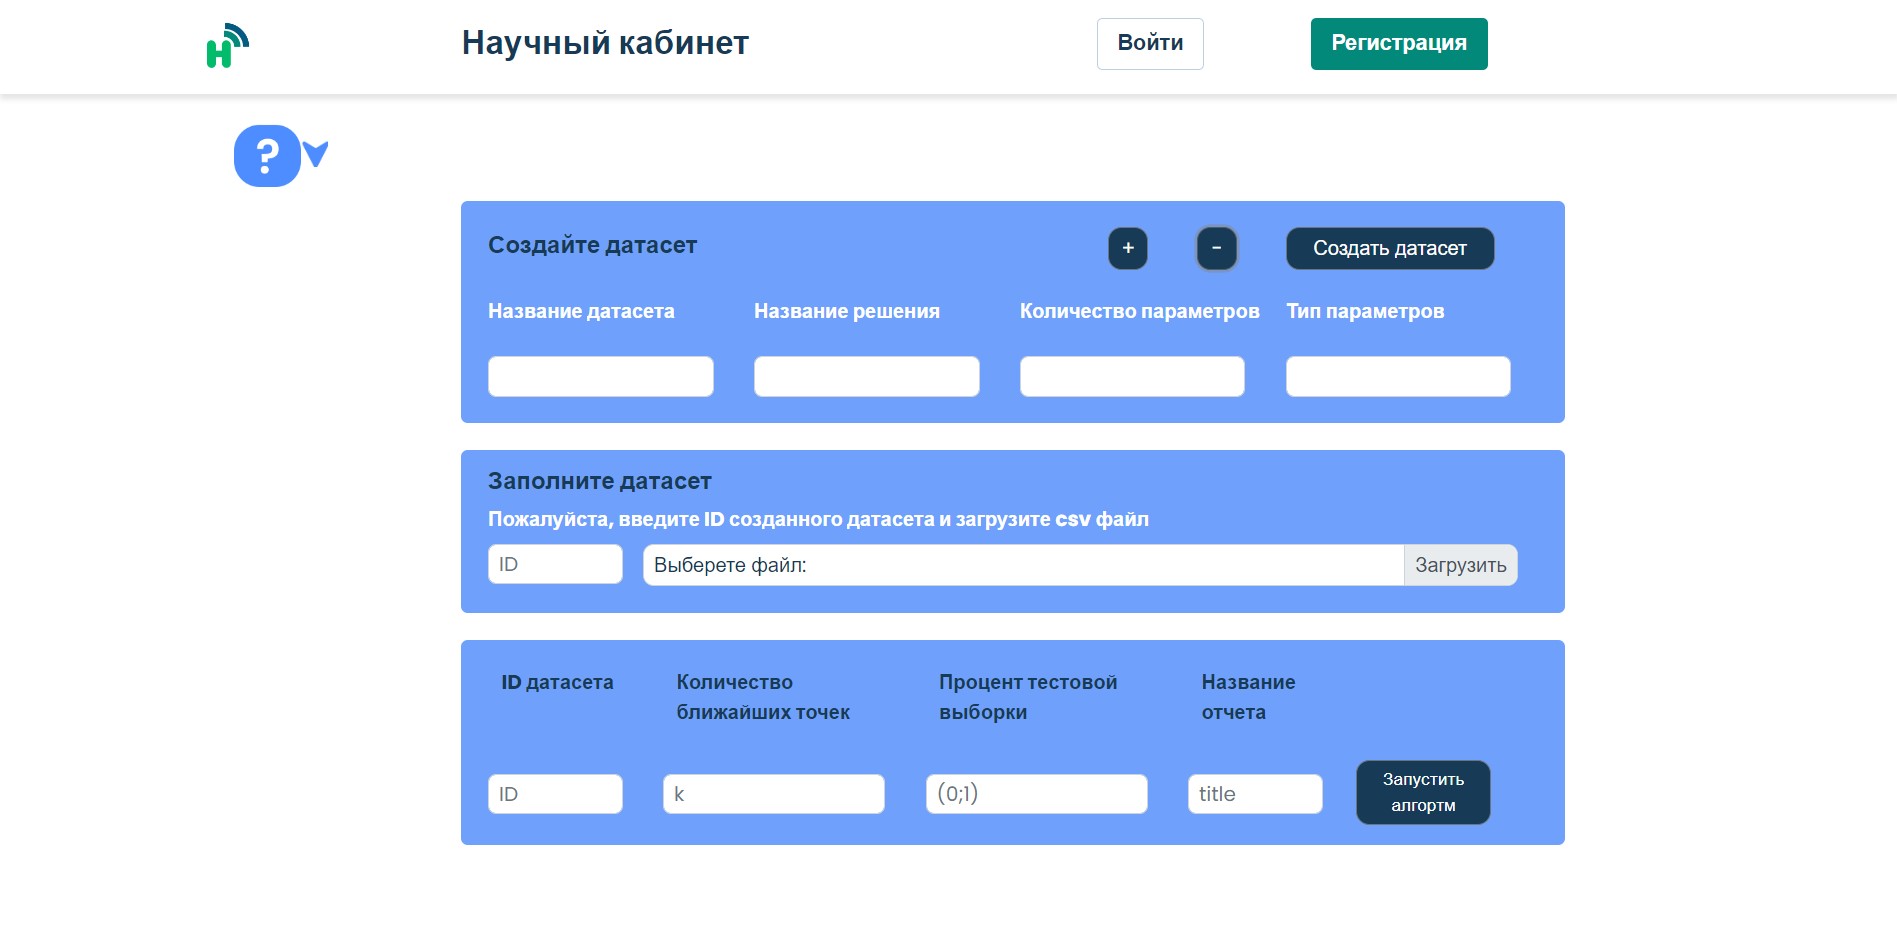 Научный кабинет
Войти
Регистрация
?
Создайте датасет
+
-
Создать датасет
Название датасета
Название решения
Количество параметров
Тип параметров
Заполните датасет
Пожалуйста, введите ID созданного датасета и загрузите csv файл
ID
Выберете файл:
Загрузить
ID датасета
Количество
ближайших точек
Процент тестовой
выборки
Название
отчета
ID
k
(0;1)
title
Запустить
алгортм